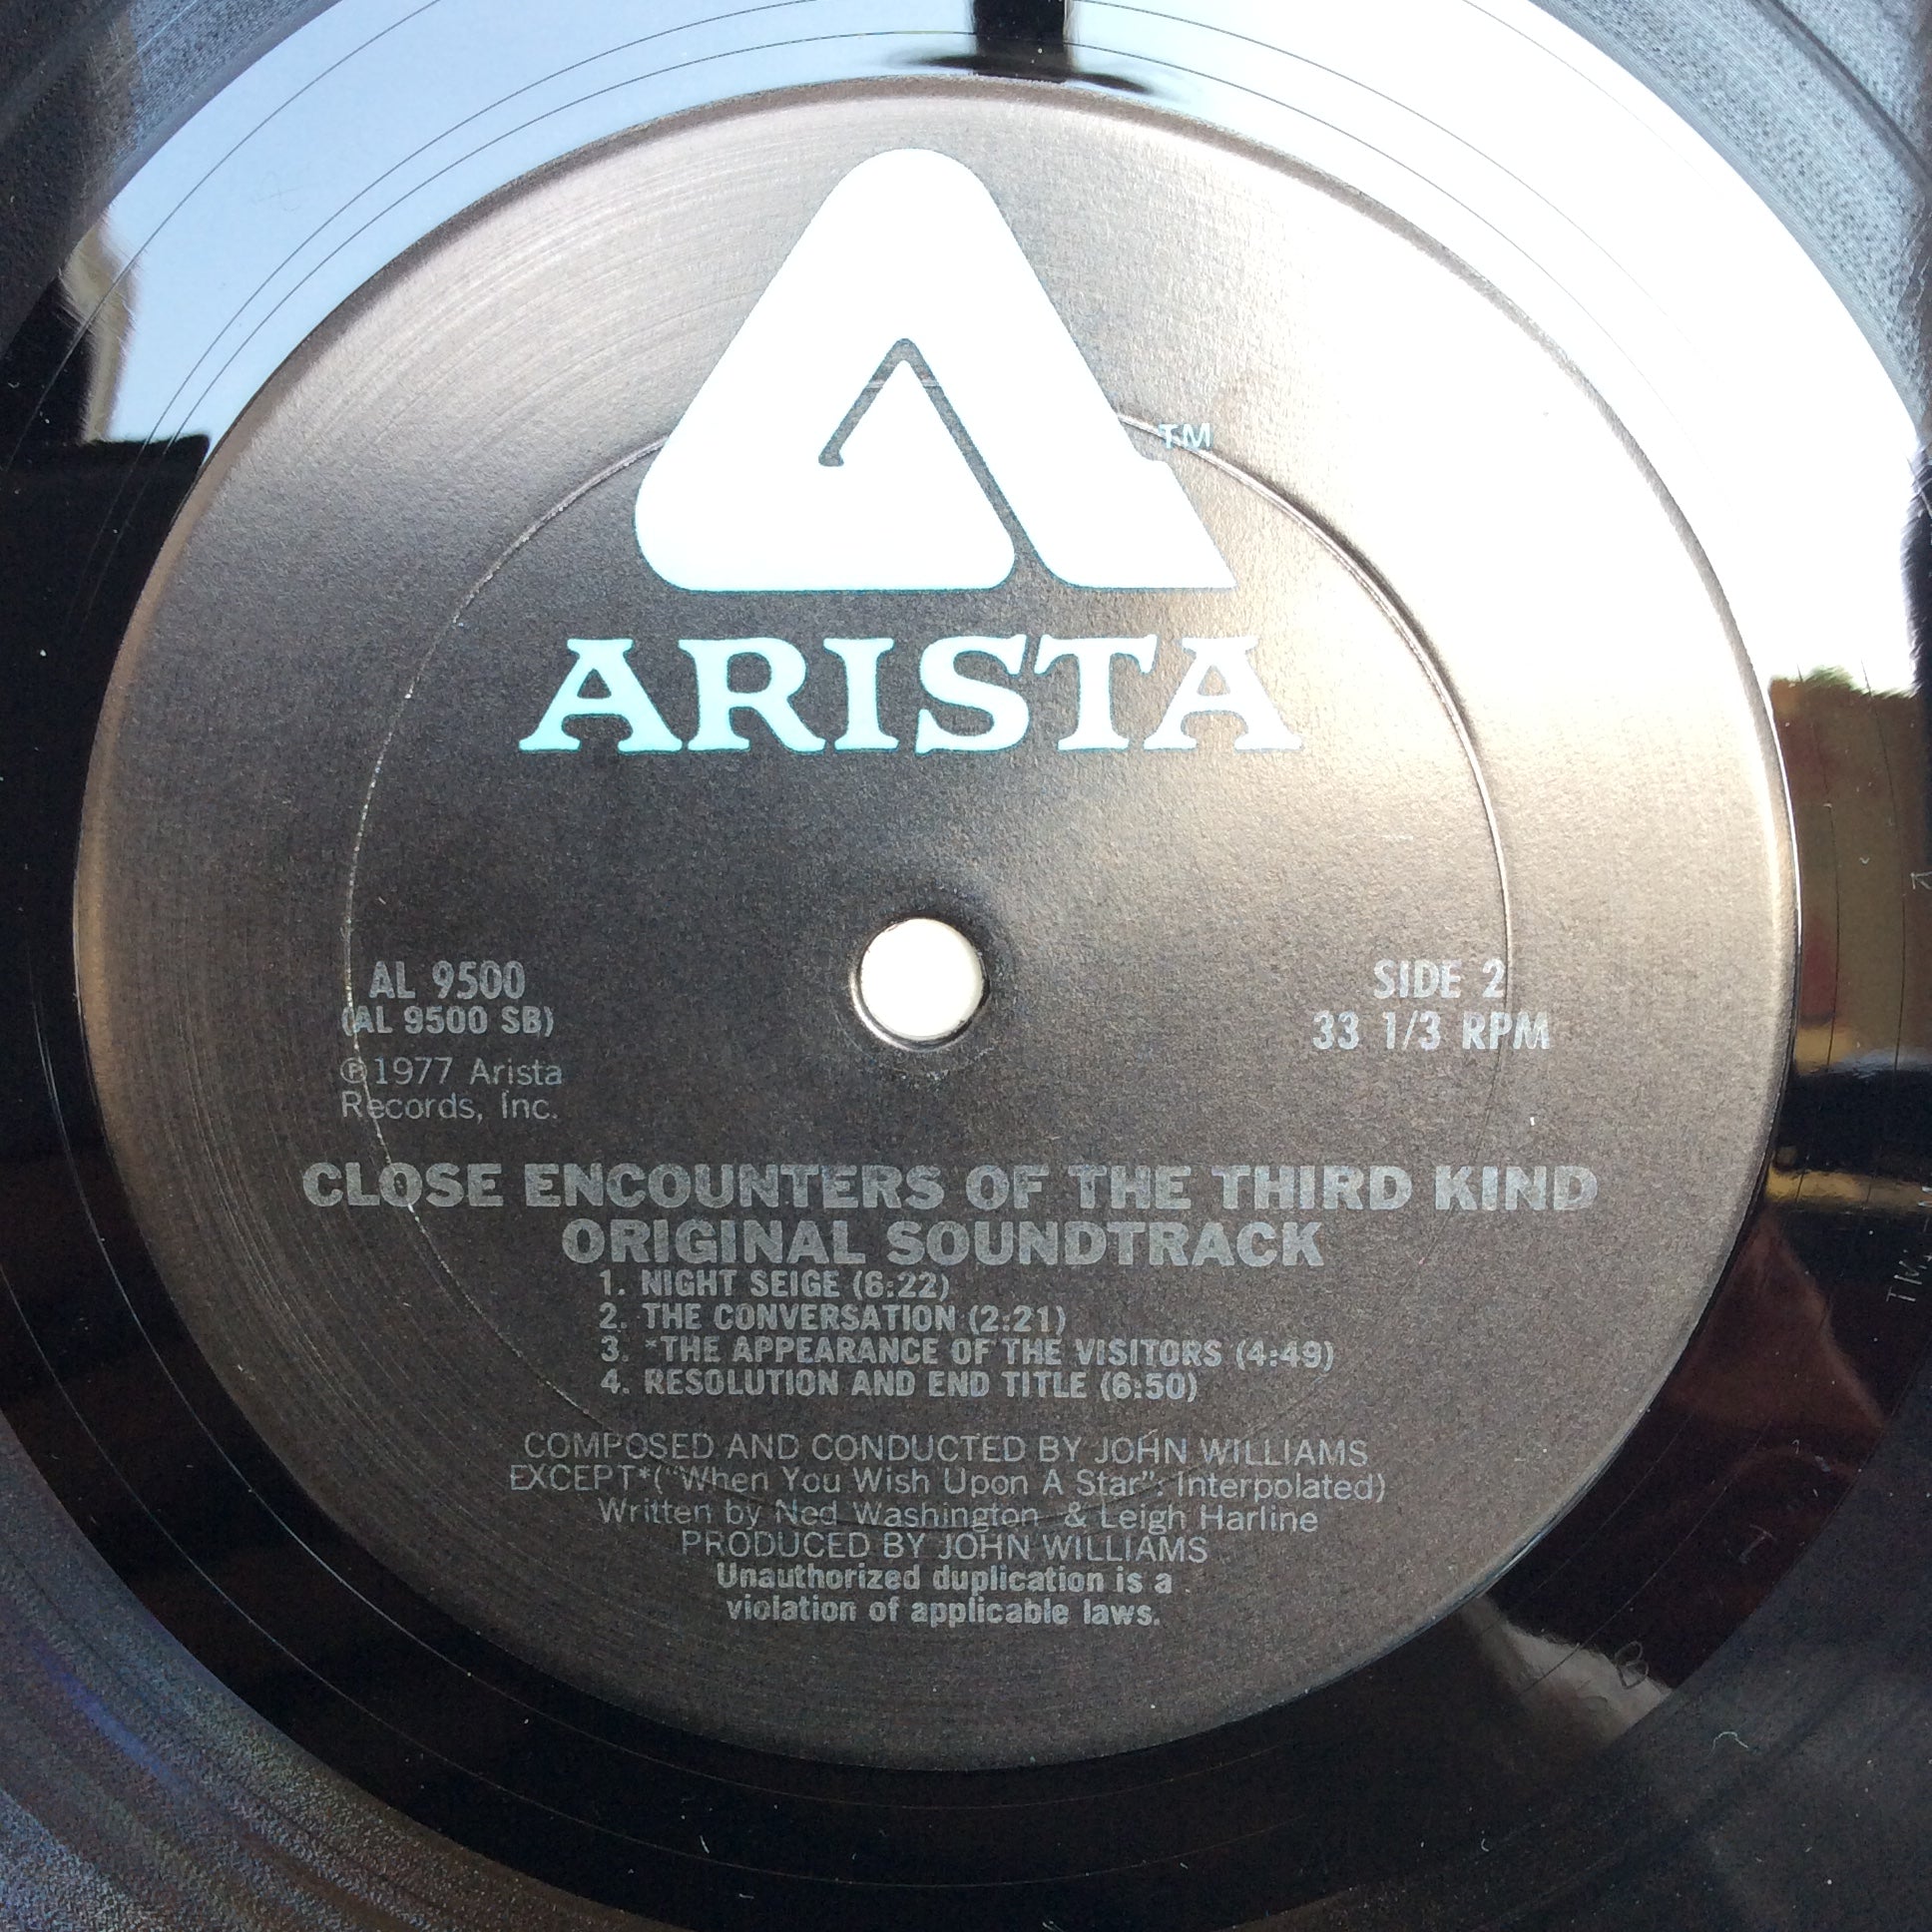 TM
ARISTA
AL 9500
(AL 9500 SB)
℗1977 Arista
Records, Inc.
SIDE 2
33 1/3 RPM
CLOSE ENCOUNTERS OF THE THIRD KIND
ORIGINAL SOUNDTRACK
1. NIGHT SEIGE (6:22)
2. THE CONVERSATION (2:21)
3. *THE APPEARANCE OF THE VISITORS (4:49)
4. RESOLUTION AND END TITLE (6:50)
COMPOSED AND CONDUCTED BY JOHN WILLIAMS
EXCEPT*("When You Wish Upon A Star": Interpolated)
Written by Ned Washington & Leigh Harline
PRODUCED BY JOHN WILLIAMS
Unauthorized duplication is a
violation of applicable laws.